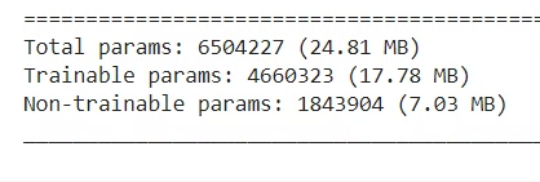 Total params: 6504227 (24.81 MB)
Trainable params: 4660323 (17.78 MB)
Non-trainable params: 1843904 (7.03 MB)